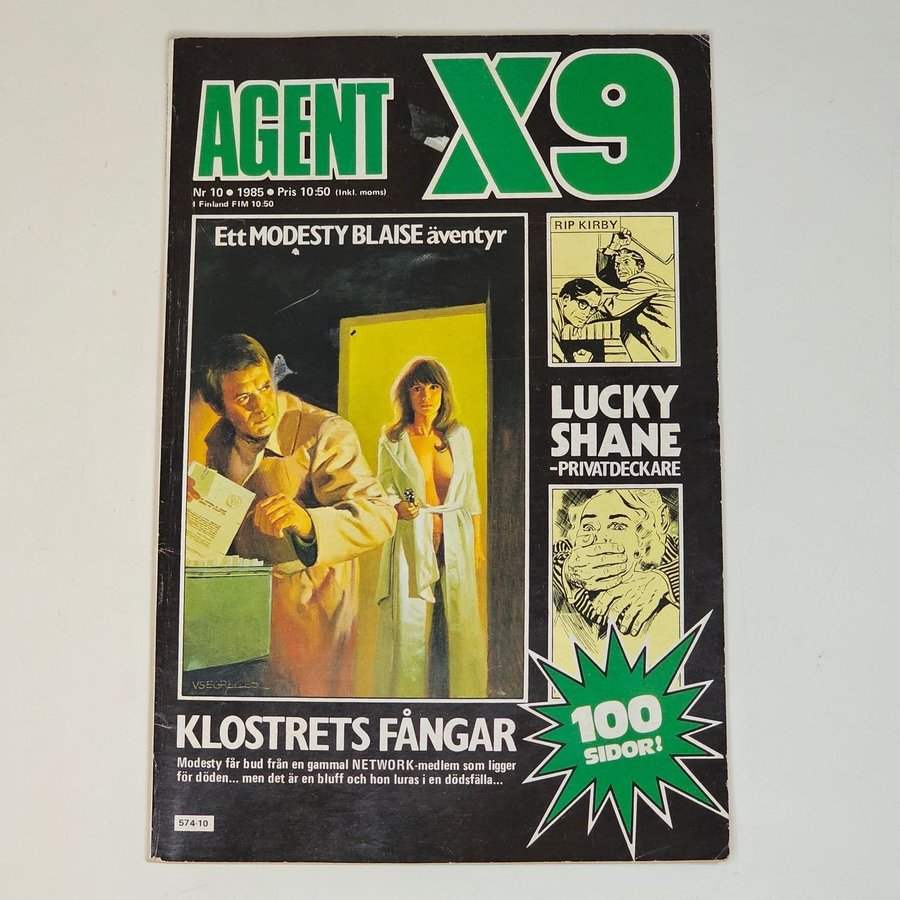 AGENT X9
Nr 10 ● 1985 ● Pris 10:50 (Inkl. moms)
I Finland FIM 10:50
Ett MODESTY BLAISE äventyr
RIP KIRBY
LUCKY
SHANE
-PRIVATDECKARE
100
SIDOR!
KLOSTRETS FÅNGAR
Modesty får bud från en gammal NETWORK-medlem som ligger
för döden... men det är en bluff och hon luras i en dödsfälla...
574-10